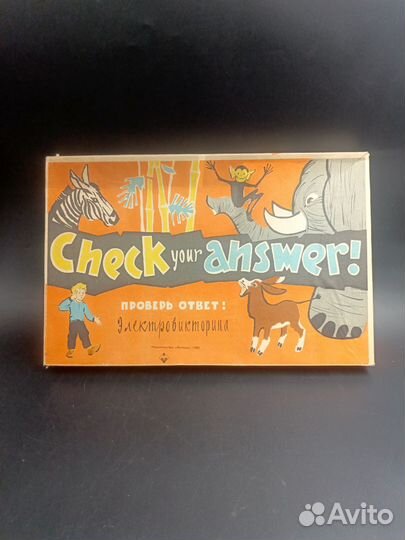 Check your answer!
ПРОВЕРЬ ОТВЕТ:
Электровикторина
Avito